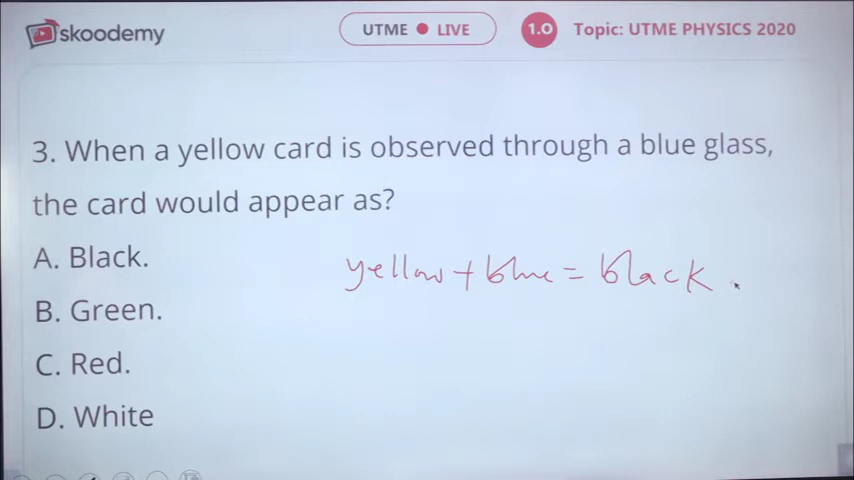 skoodemy
UTME LIVE
1.0
Topic: UTME PHYSICS 2020
3. When a yellow card is observed through a blue glass,
the card would appear as?
A. Black.
yellow + blue = black
B. Green.
C. Red.
D. White